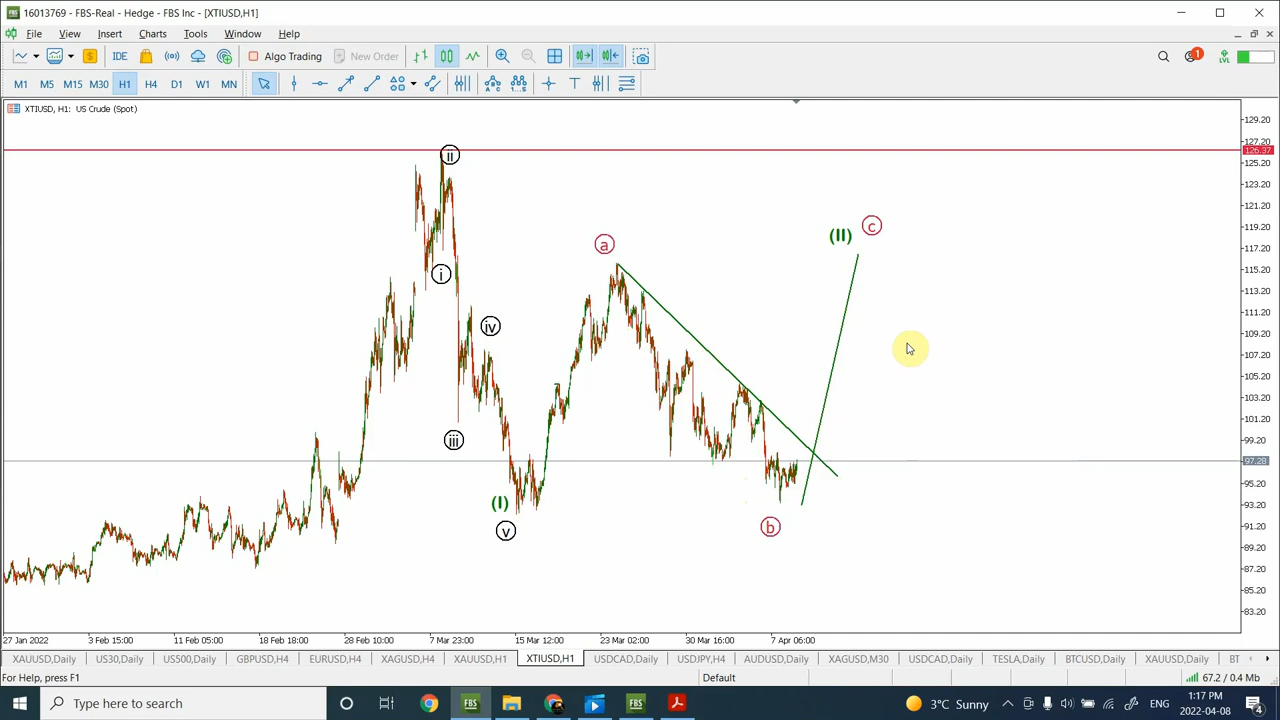 16013769 - FBS-Real - Hedge - FBS Inc - [XTIUSD,H1]
File View Insert Charts Tools Window Help
IDE Algo Trading New Order 1 LVL
M1 M5 M15 M30 H1 H4 D1 W1 MN
XTIUSD, H1: US Crude (Spot)
129.20
127.20
126.37
125.20
123.20
121.20
119.20
117.20
115.20
113.20
111.20
109.20
107.20
105.20
103.20
101.20
99.20
97.28
95.20
93.20
91.20
89.20
87.20
85.20
83.20
ii
i
iv
iii
(I)
v
a
b
(II) c
27 Jan 2022 3 Feb 15:00 11 Feb 05:00 18 Feb 18:00 28 Feb 10:00 7 Mar 23:00 15 Mar 12:00 23 Mar 02:00 30 Mar 16:00 7 Apr 06:00
XAUUSD,Daily US30,Daily US500,Daily GBPUSD,H4 EURUSD,H4 XAGUSD,H4 XAUUSD,H1 XTIUSD,H1 USDCAD,Daily USDJPY,H4 AUDUSD,Daily XAGUSD,M30 USDCAD,Daily TESLA,Daily BTCUSD,Daily XAUUSD,Daily BT
For Help, press F1 Default 67.2 / 0.4 Mb
Type here to search FBS FBS 3°C Sunny ENG 1:17 PM
2022-04-08 4